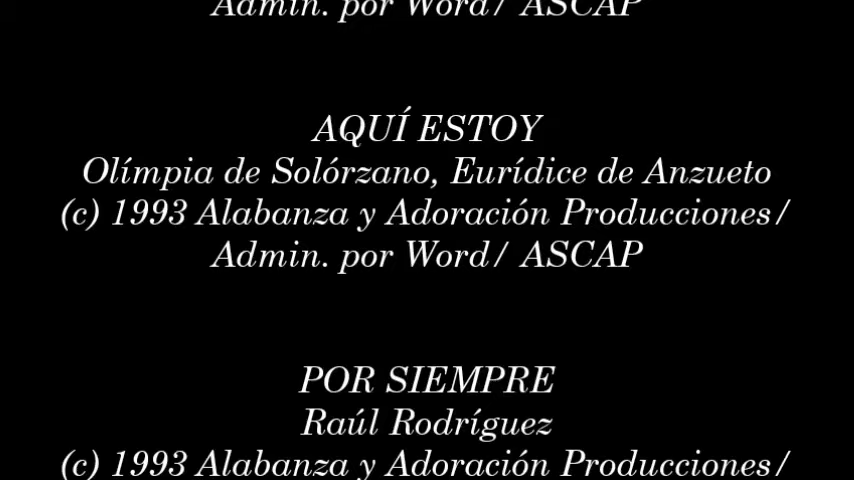 Admin. por Word/ ASCAP
AQUÍ ESTOY
Olímpia de Solórzano, Eurídice de Anzueto
(c) 1993 Alabanza y Adoración Producciones/
Admin. por Word/ ASCAP
POR SIEMPRE
Raúl Rodríguez
(c) 1993 Alabanza y Adoración Producciones/